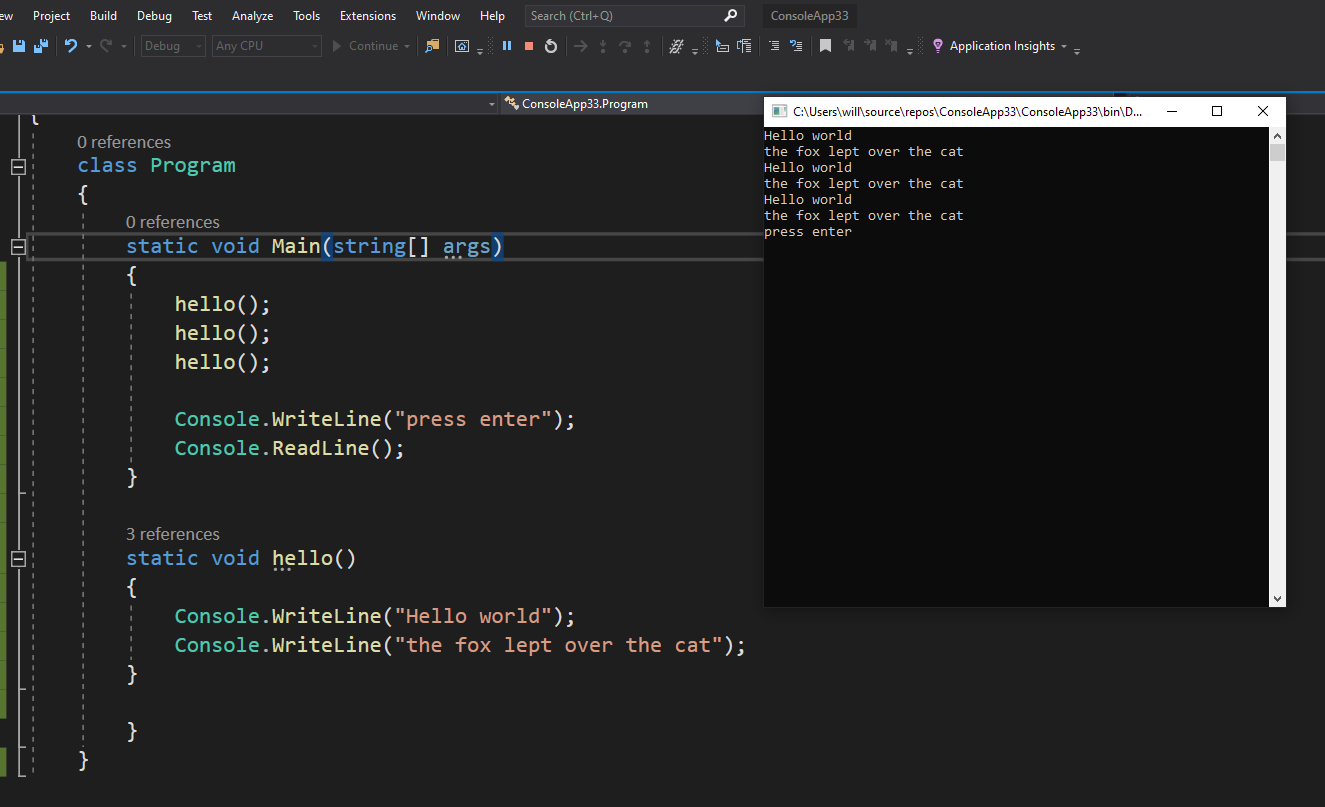 ew Project Build Debug Test Analyze Tools Extensions Window Help Search (Ctrl+Q) ConsoleApp33
Debug Any CPU Continue Application Insights
ConsoleApp33.Program
{
0 references
class Program
{
0 references
static void Main(string[] args)
{
hello();
hello();
hello();
Console.WriteLine("press enter");
Console.ReadLine();
}
3 references
static void hello()
{
Console.WriteLine("Hello world");
Console.WriteLine("the fox lept over the cat");
}
}
}
C:\Users\will\source\repos\ConsoleApp33\ConsoleApp33\bin\D...
Hello world
the fox lept over the cat
Hello world
the fox lept over the cat
Hello world
the fox lept over the cat
press enter